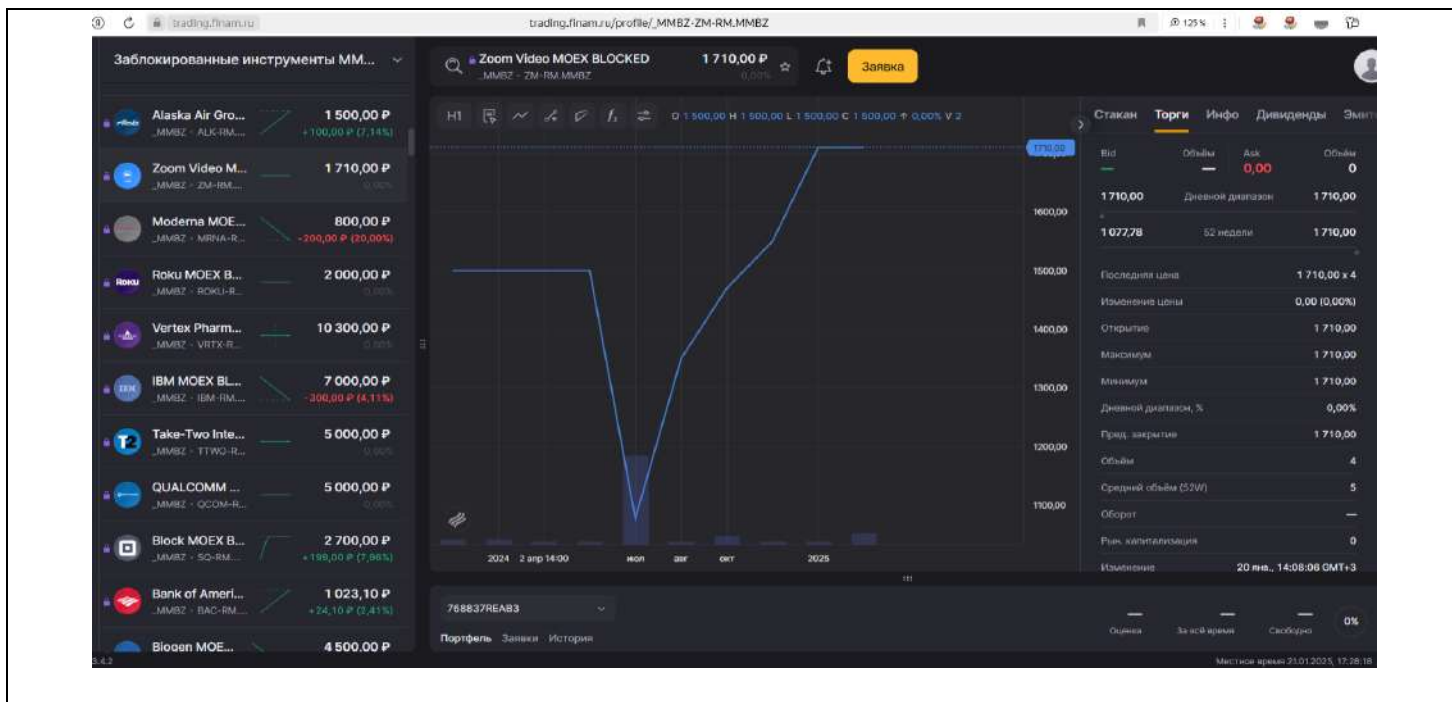 trading.finam.ru
trading.finam.ru/profile/_MMBZ-ZM-RM.MMBZ
125 %
Заблокированные инструменты MM...
Alaska Air Gro... 1 500,00 ₽
_MMBZ - ALK-RM.... +100,00 ₽ (7,14%)
Zoom Video M... 1 710,00 ₽
_MMBZ - ZM-RM.... 0,00%
Moderna MOE... 800,00 ₽
_MMBZ - MRNA-R... -200,00 ₽ (20,00%)
Roku MOEX B... 2 000,00 ₽
_MMBZ - ROKU-R... 0,00%
Vertex Pharm... 10 300,00 ₽
_MMBZ - VRTX-R... 0,00%
IBM MOEX BL... 7 000,00 ₽
_MMBZ - IBM-RM.... -300,00 ₽ (4,11%)
Take-Two Inte... 5 000,00 ₽
_MMBZ - TTWO-R... 0,00%
QUALCOMM ... 5 000,00 ₽
_MMBZ - QCOM-R... 0,00%
Block MOEX B... 2 700,00 ₽
_MMBZ - SQ-RM.... +199,00 ₽ (7,96%)
Bank of Ameri... 1 023,10 ₽
_MMBZ - BAC-RM.... +24,10 ₽ (2,41%)
Biogen MOE... 4 500,00 ₽
3.4.2
Zoom Video MOEX BLOCKED 1 710,00 ₽
_MMBZ - ZM-RM.MMBZ 0,00%
Заявка
H1
O 1 500,00 H 1 500,00 L 1 500,00 C 1 500,00 0,00% V 2
1710,00
1600,00
1500,00
1400,00
1300,00
1200,00
1100,00
2024 2 апр 14:00 июл авг окт 2025
768837REAB3
Портфель Заявки История
Стакан Торги Инфо Дивиденды
Bid Объём Ask Объём
— — 0,00 0
1 710,00 Дневной диапазон 1 710,00
1 077,78 52 недели 1 710,00
Последняя цена 1 710,00 x 4
Изменение цены 0,00 (0,00%)
Открытие 1 710,00
Максимум 1 710,00
Минимум 1 710,00
Дневной диапазон, % 0,00%
Пред. закрытие 1 710,00
Объём 4
Средний объём (52W) 5
Оборот —
Рын. капитализация 0
Изменение 20 янв., 14:08:06 GMT+3
— — — 0%
Оценка За всё время Свободно
Местное время 21.01.2025, 17:28:18